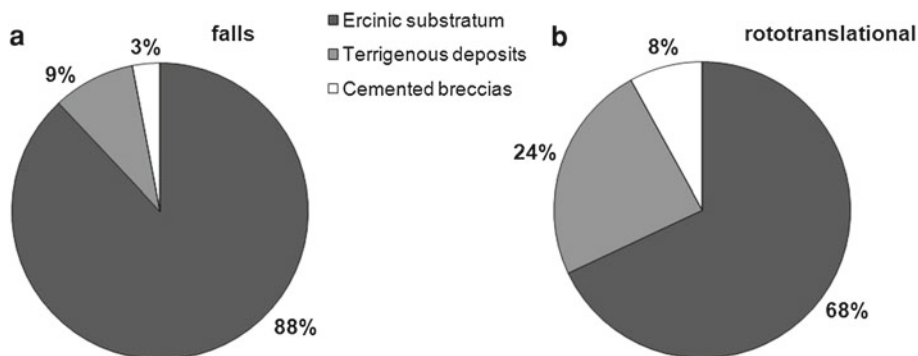 a
falls
Ercinic substratum
Terrigenous deposits
Cemented breccias
3%
9%
88%
b
rototranslational
8%
24%
68%